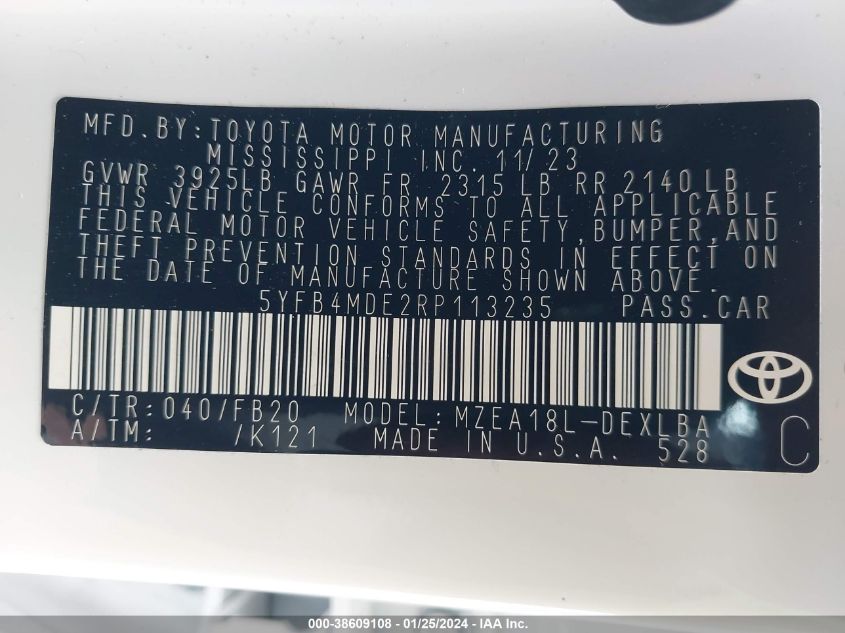 MFD.BY:TOYOTA MOTOR MANUFACTURING
MISSISSIPPI INC. 11/23
GVWR 3925LB GAWR FR 2315 LB RR 2140LB
THIS VEHICLE CONFORMS TO ALL APPLICABLE
FEDERAL MOTOR VEHICLE SAFETY,BUMPER,AND
THEFT PREVENTION STANDARDS IN EFFECT ON
THE DATE OF MANUFACTURE SHOWN ABOVE.
5YFB4MDE2RP113235 PASS.CAR
C/TR:040/FB20 MODEL:MZEA18L-DEXLBA
A/TM: /K121 MADE IN U.S.A. 528
C
000-38609108 - 01/25/2024 - IAA Inc.